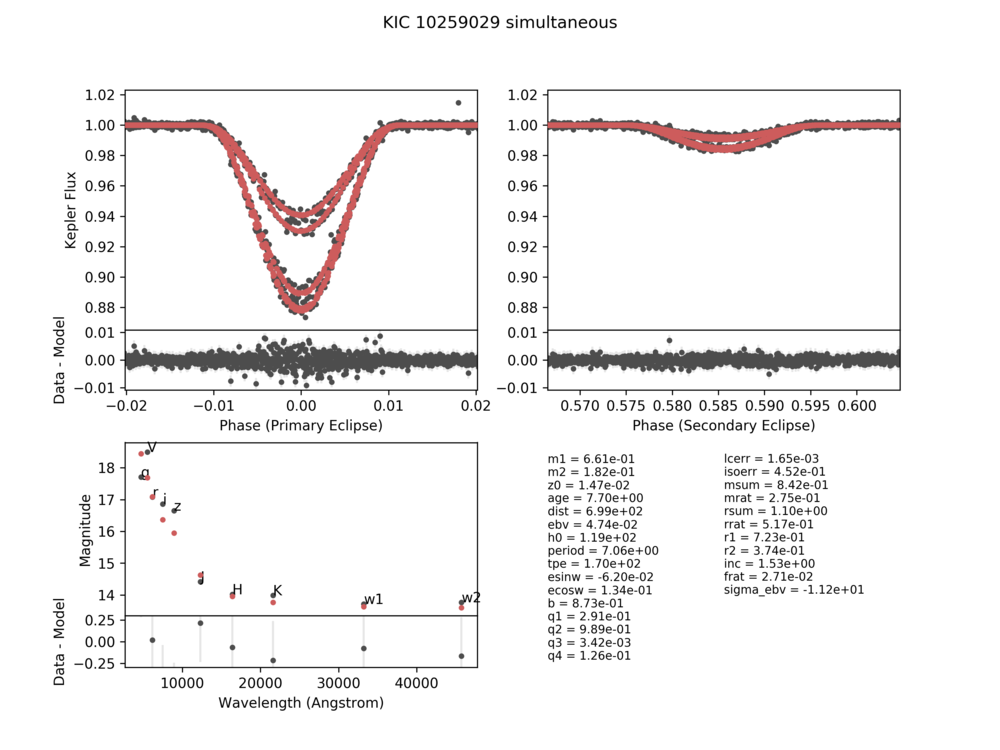 KIC 10259029 simultaneous
1.02
1.00
0.98
0.96
0.94
0.92
0.90
0.88
Kepler Flux
0.01
0.00
−0.01
Data - Model
−0.02
−0.01
0.00
0.01
0.02
Phase (Primary Eclipse)
1.02
1.00
0.98
0.96
0.94
0.92
0.90
0.88
0.01
0.00
−0.01
0.570
0.575
0.580
0.585
0.590
0.595
0.600
Phase (Secondary Eclipse)
18
17
16
15
14
Magnitude
V
g
r
i
z
J
H
K
w1
w2
0.25
0.00
−0.25
Data - Model
10000
20000
30000
40000
Wavelength (Angstrom)
m1 = 6.61e-01
m2 = 1.82e-01
z0 = 1.47e-02
age = 7.70e+00
dist = 6.99e+02
ebv = 4.74e-02
h0 = 1.19e+02
period = 7.06e+00
tpe = 1.70e+02
esinw = -6.20e-02
ecosw = 1.34e-01
b = 8.73e-01
q1 = 2.91e-01
q2 = 9.89e-01
q3 = 3.42e-03
q4 = 1.26e-01
lcerr = 1.65e-03
isoerr = 4.52e-01
msum = 8.42e-01
mrat = 2.75e-01
rsum = 1.10e+00
rrat = 5.17e-01
r1 = 7.23e-01
r2 = 3.74e-01
inc = 1.53e+00
frat = 2.71e-02
sigma_ebv = -1.12e+01